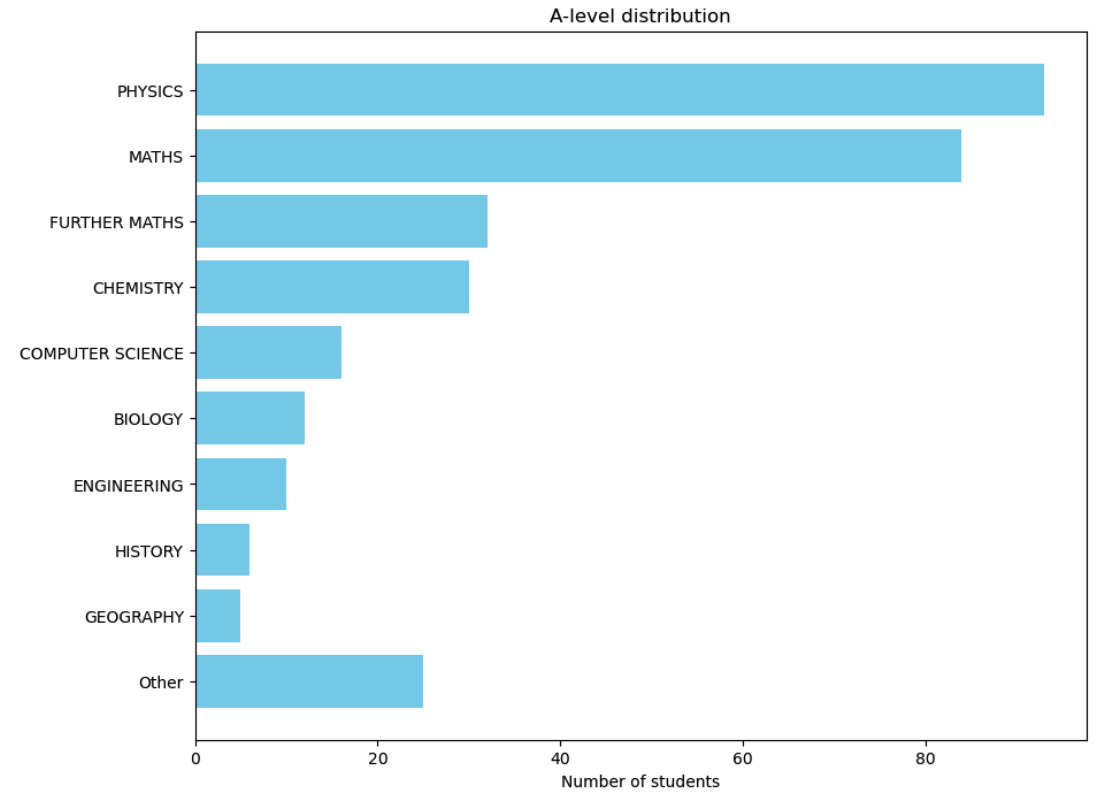 A-level distribution
PHYSICS
MATHS
FURTHER MATHS
CHEMISTRY
COMPUTER SCIENCE
BIOLOGY
ENGINEERING
HISTORY
GEOGRAPHY
Other
0 20 40 60 80
Number of students